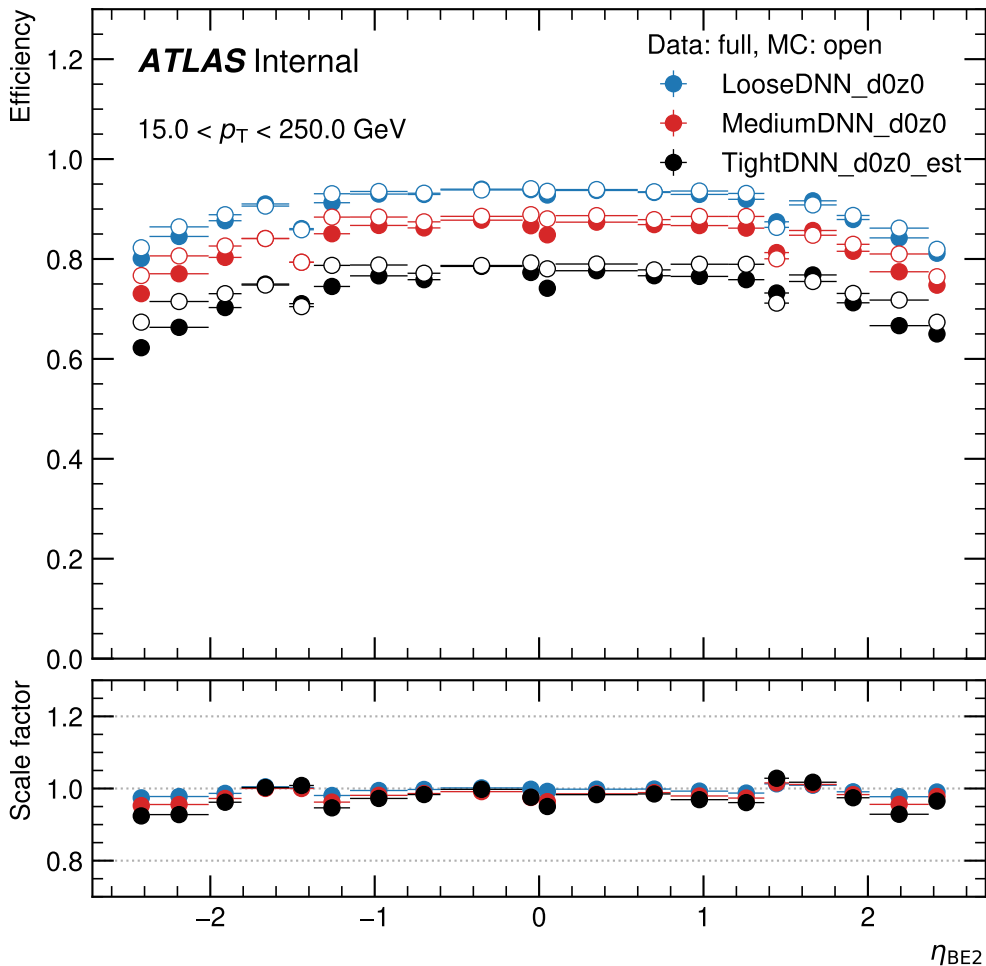 Efficiency
1.2
1.0
0.8
0.6
0.4
0.2
0.0
ATLAS Internal
15.0 < p_T < 250.0 GeV
Data: full, MC: open
LooseDNN_d0z0
MediumDNN_d0z0
TightDNN_d0z0_est
Scale factor
1.2
1.0
0.8
−2
−1
0
1
2
η_BE2